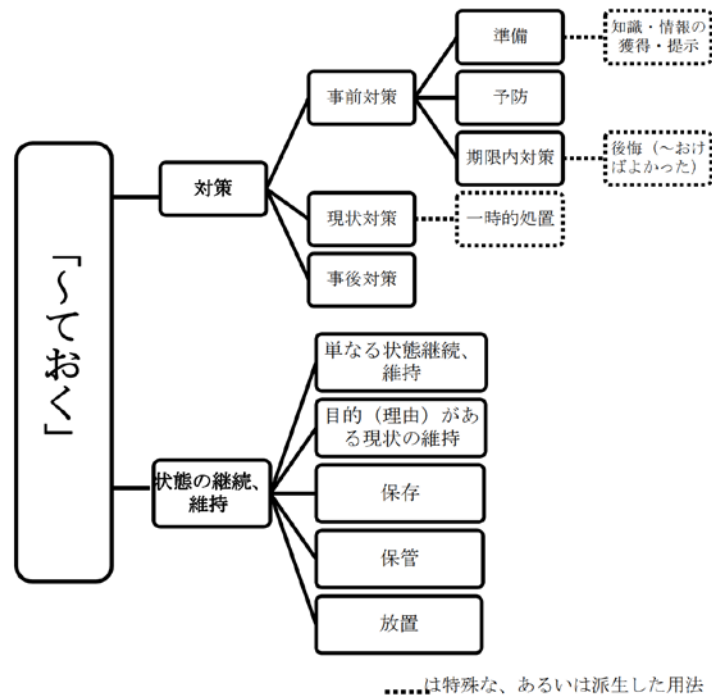 「～ておく」
対策
事前対策
準備
知識・情報の
獲得・提示
予防
期限内対策
後悔（～おけ
ばよかった）
現状対策
一時的処置
事後対策
状態の継続、
維持
単なる状態継続、
維持
目的（理由）があ
る現状の維持
保存
保管
放置
は特殊な、あるいは派生した用法